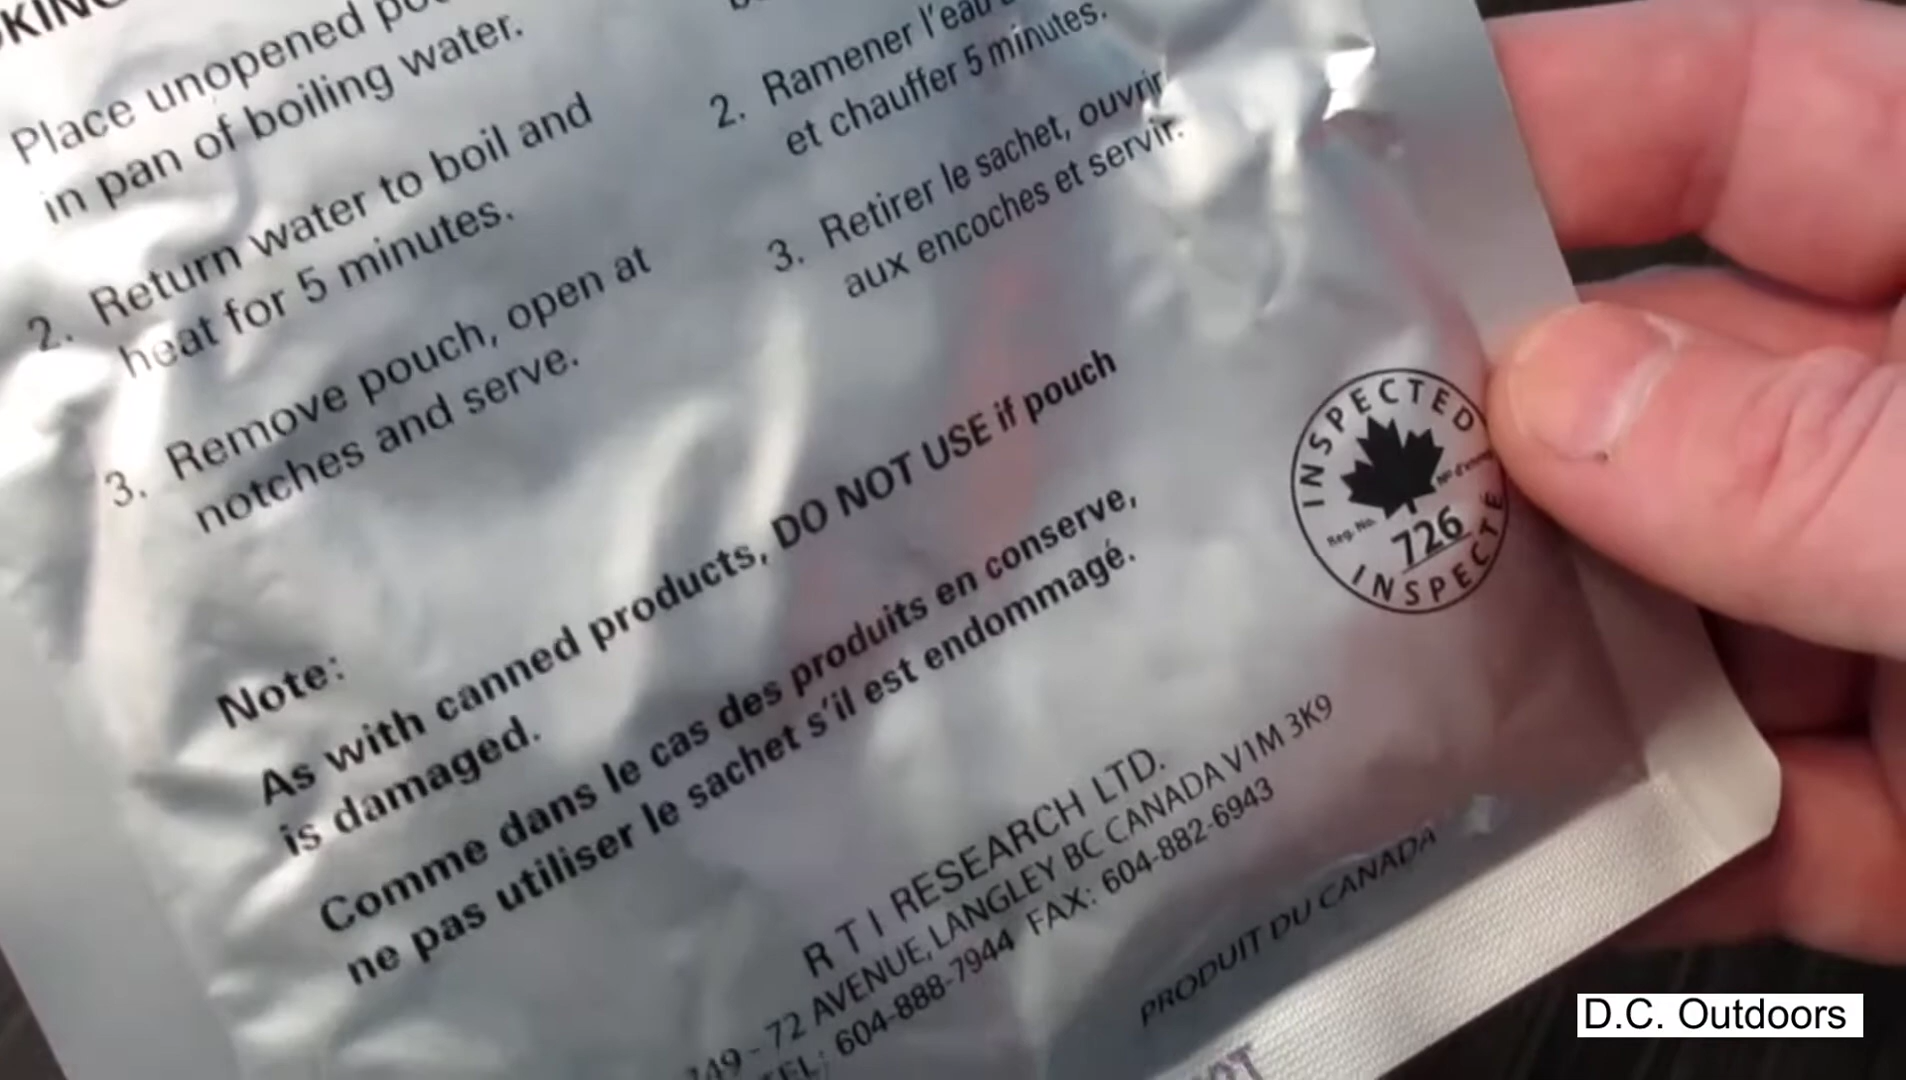 Place unopened
in pan of boiling water.
2. Return water to boil and
heat for 5 minutes.
3. Remove pouch, open at
notches and serve.
2. Ramener l'eau
et chauffer 5 minutes.
3. Retirer le sachet, ouvrir
aux encoches et servir.
Note:
As with canned products, DO NOT USE if pouch
is damaged.
Comme dans le cas des produits en conserve,
ne pas utiliser le sachet s'il est endommagé.
INSPECTED
Reg. No.
726
INSPECTÉ
R T I RESEARCH LTD.
72 AVENUE, LANGLEY BC CANADA V1M 3K9
TEL: 604-888-7944 FAX: 604-882-6943
PRODUIT DU CANADA
D.C. Outdoors